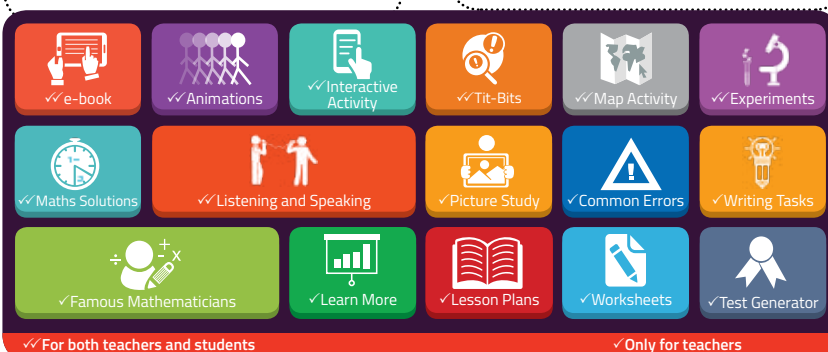 ✓✓e-book
✓✓Animations
✓✓Interactive
Activity
✓✓Tit-Bits
✓✓Map Activity
✓✓Experiments
✓✓Maths Solutions
✓✓Listening and Speaking
✓Picture Study
✓Common Errors
✓Writing Tasks
✓Famous Mathematicians
✓Learn More
✓Lesson Plans
✓Worksheets
✓Test Generator
✓✓For both teachers and students
✓Only for teachers